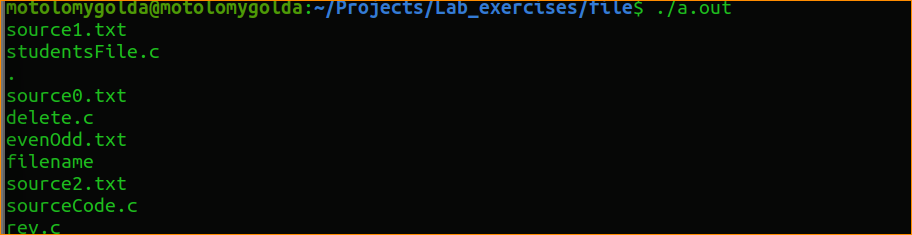 motolomygolda@motolomygolda:~/Projects/Lab_exercises/file$ ./a.out
source1.txt
studentsFile.c
.
source0.txt
delete.c
evenOdd.txt
filename
source2.txt
sourceCode.c
rev.c